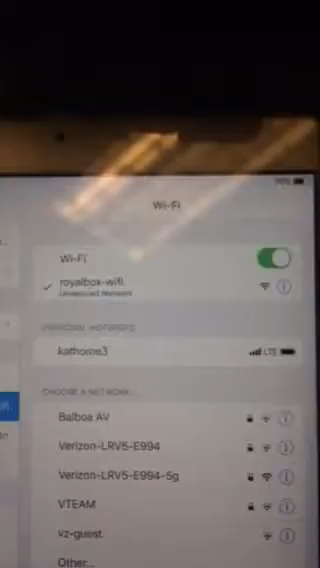 Wi-Fi
Wi-Fi
royalbox-wifi
Unsecured Network
PERSONAL HOTSPOTS
kathome3
LTE
CHOOSE A NETWORK
Balboa AV
Verizon-LRV5-E994
Verizon-LRV5-E994-5g
VTEAM
vz-guest
Other...